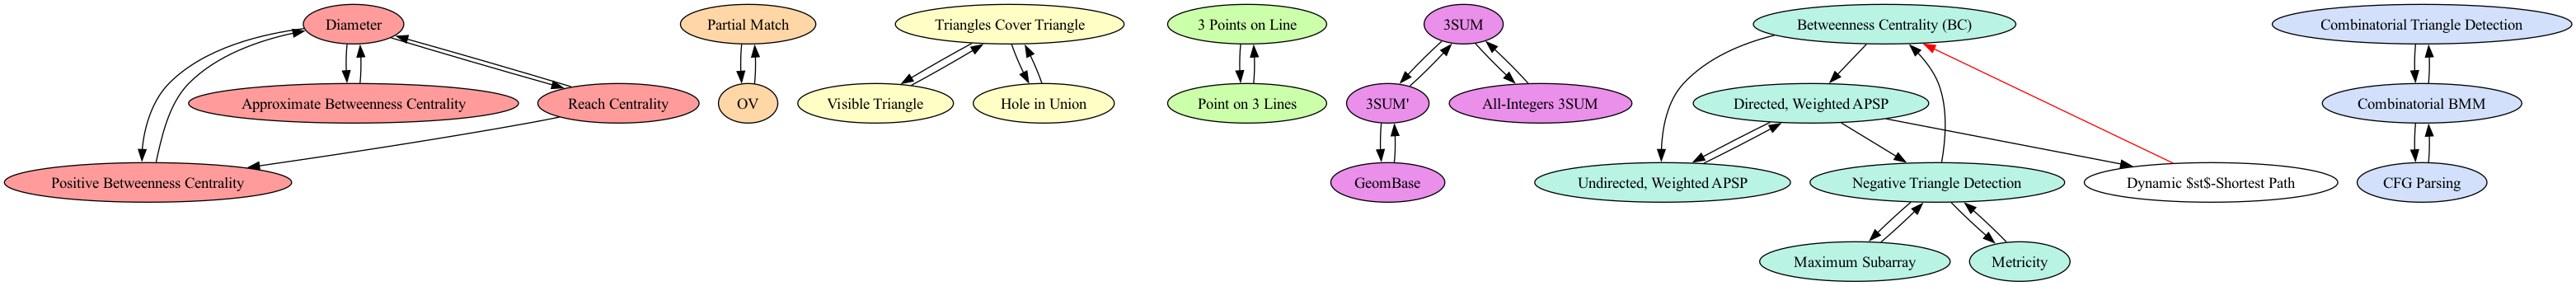 Diameter
Partial Match
Triangles Cover Triangle
3 Points on Line
3SUM
Betweenness Centrality (BC)
Combinatorial Triangle Detection
Approximate Betweenness Centrality
Reach Centrality
OV
Visible Triangle
Hole in Union
Point on 3 Lines
3SUM'
All-Integers 3SUM
Directed, Weighted APSP
Combinatorial BMM
Positive Betweenness Centrality
GeomBase
Undirected, Weighted APSP
Negative Triangle Detection
Dynamic $st$-Shortest Path
CFG Parsing
Maximum Subarray
Metricity